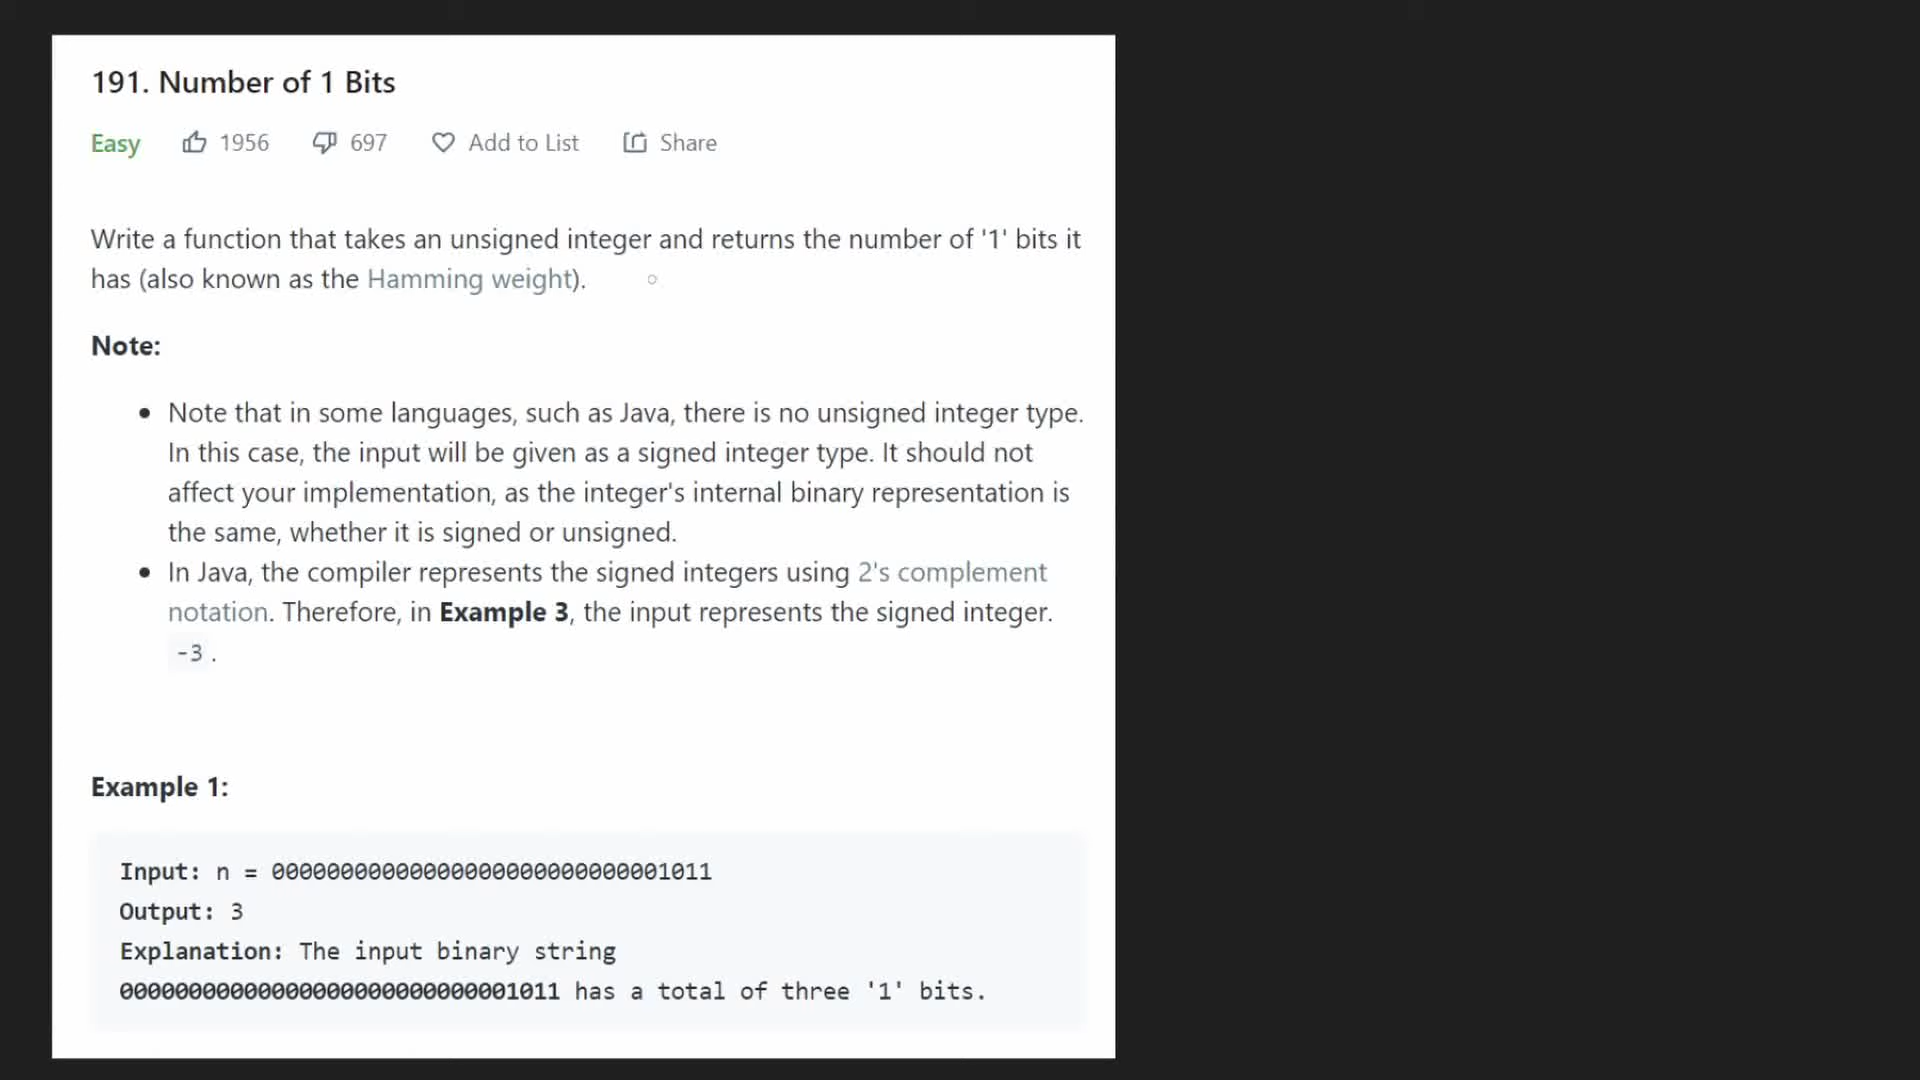 191. Number of 1 Bits
Easy 1956 697 Add to List Share
Write a function that takes an unsigned integer and returns the number of '1' bits it
has (also known as the Hamming weight).
Note:
• Note that in some languages, such as Java, there is no unsigned integer type.
In this case, the input will be given as a signed integer type. It should not
affect your implementation, as the integer's internal binary representation is
the same, whether it is signed or unsigned.
• In Java, the compiler represents the signed integers using 2's complement
notation. Therefore, in Example 3, the input represents the signed integer.
-3 .
Example 1:
Input: n = 00000000000000000000000000001011
Output: 3
Explanation: The input binary string
00000000000000000000000000001011 has a total of three '1' bits.